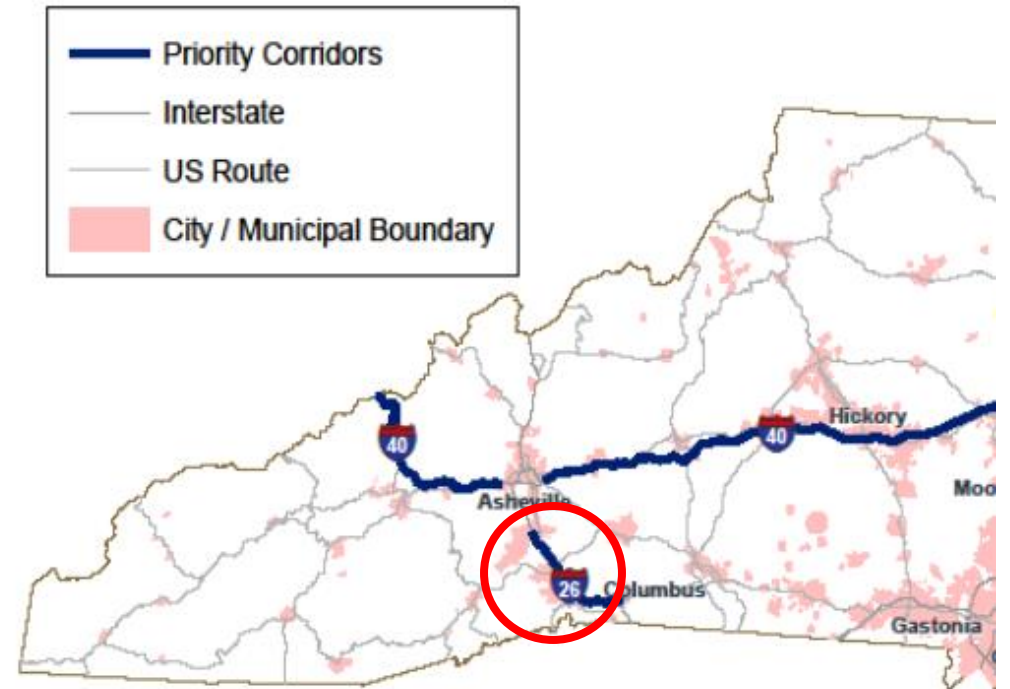 Priority Corridors
Interstate
US Route
City / Municipal Boundary
Hickory
40
40
Moo
Asheville
26
Columbus
Gastonia